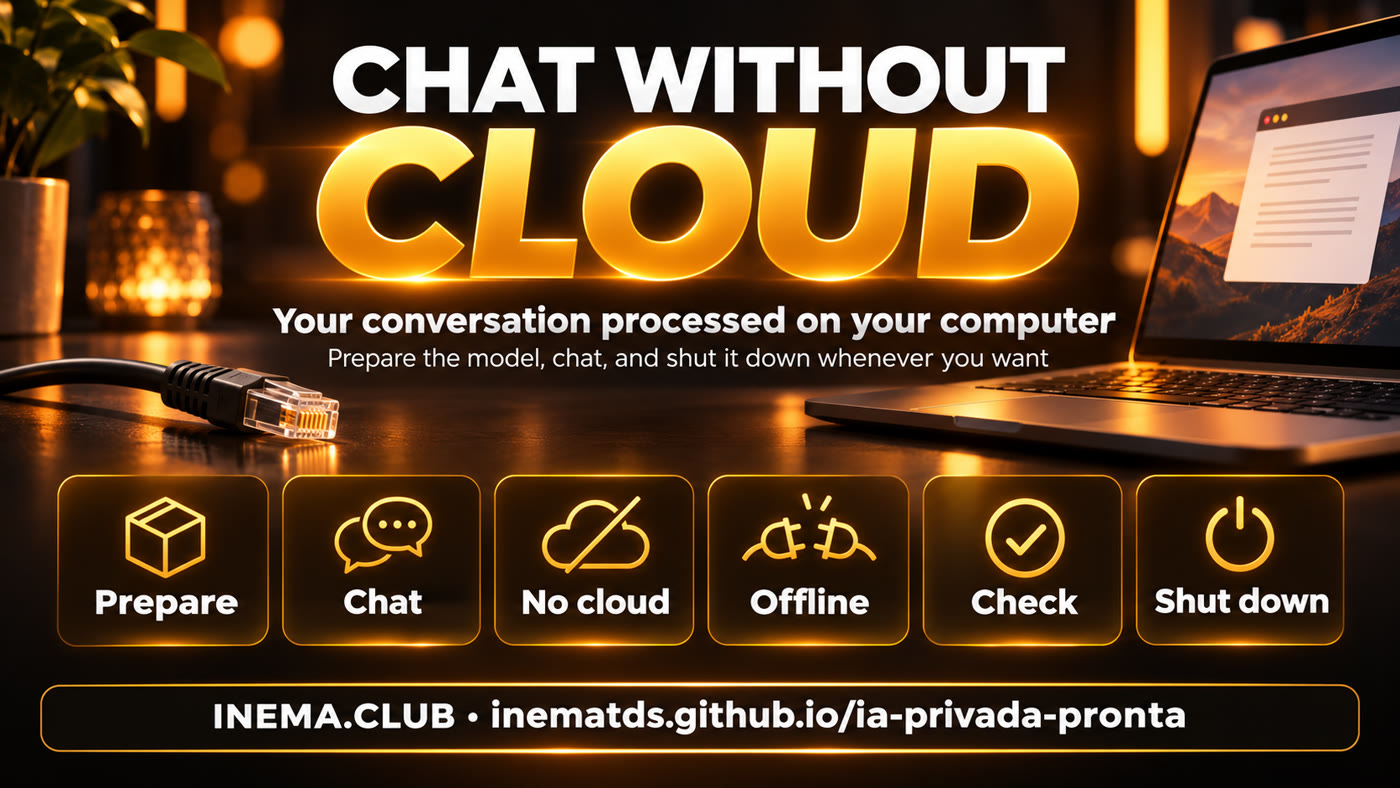 CHAT WITHOUT
CLOUD
Your conversation processed on your computer
Prepare the model, chat, and shut it down whenever you want
Prepare
Chat
No cloud
Offline
Check
Shut down
INEMA.CLUB • inematds.github.io/ia-privada-pronta